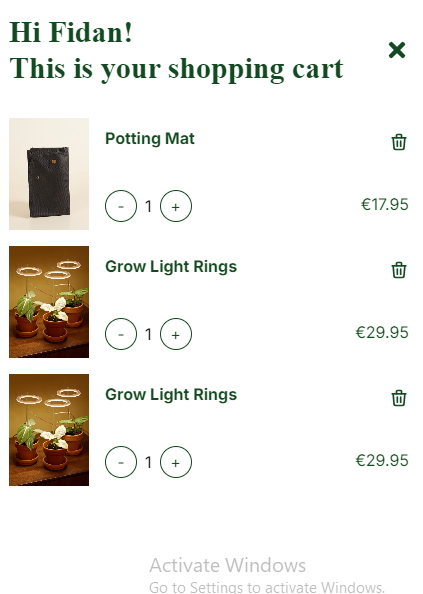 Hi Fidan!
This is your shopping cart
Potting Mat
- 1 +
€17.95
Grow Light Rings
- 1 +
€29.95
Grow Light Rings
- 1 +
€29.95
Activate Windows
Go to Settings to activate Windows.